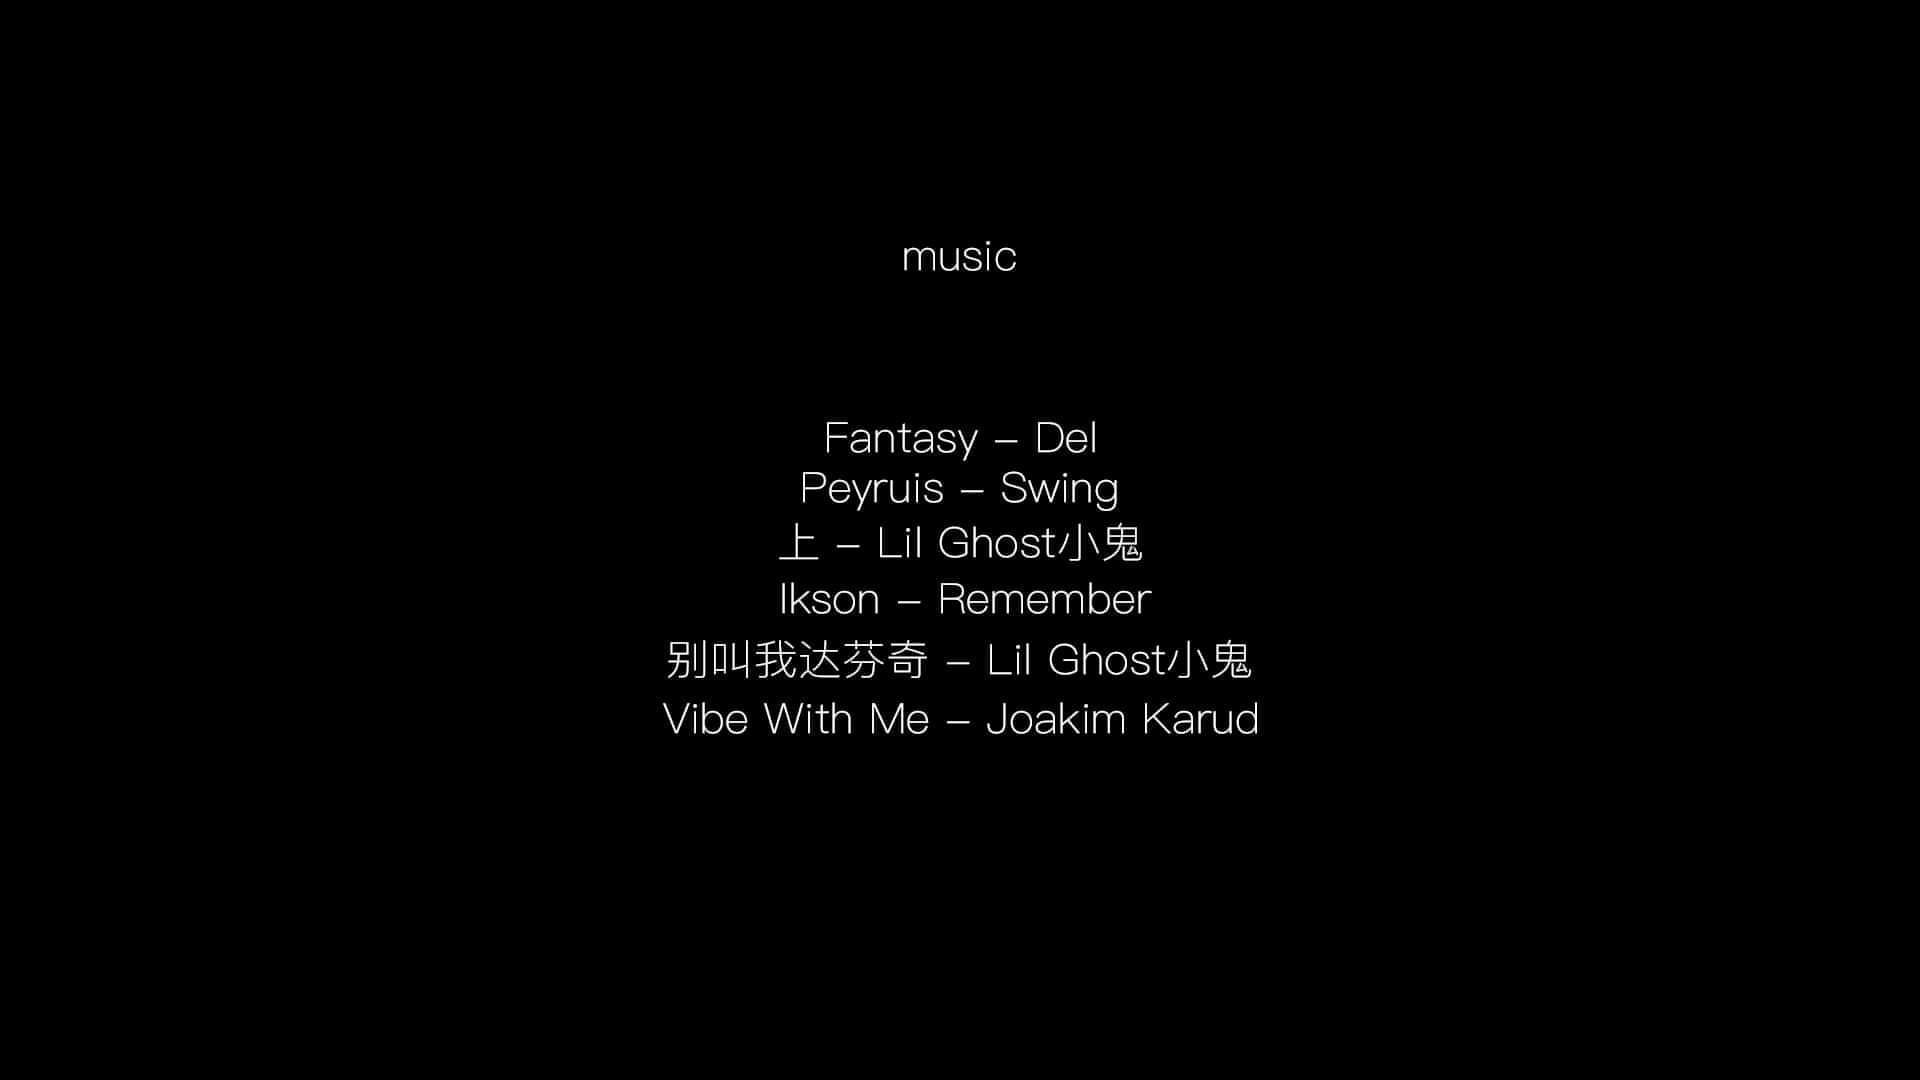 music
Fantasy – Del
Peyruis – Swing
上 – Lil Ghost小鬼
Ikson – Remember
别叫我达芬奇 – Lil Ghost小鬼
Vibe With Me – Joakim Karud